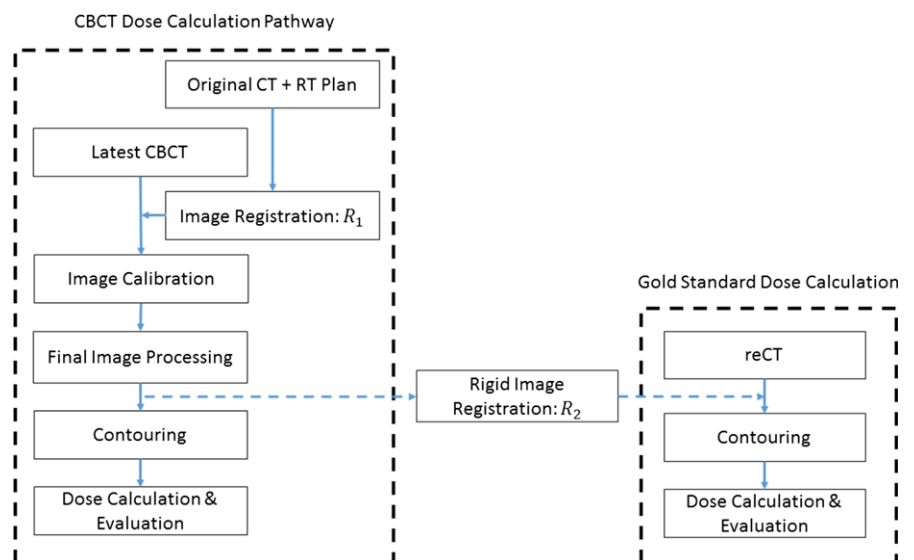 CBCT Dose Calculation Pathway
Original CT + RT Plan
Latest CBCT
Image Registration: R₁
Image Calibration
Final Image Processing
Contouring
Dose Calculation &
Evaluation
Rigid Image
Registration: R₂
Gold Standard Dose Calculation
reCT
Contouring
Dose Calculation &
Evaluation